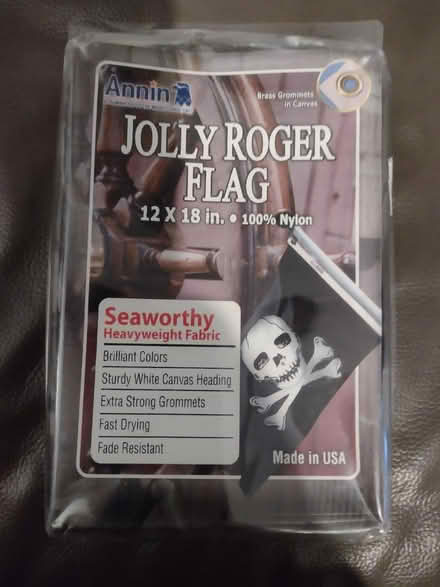 Annin
Brass Grommets
in Canvas
JOLLY ROGER
FLAG
12 X 18 in. • 100% Nylon
Seaworthy
Heavyweight Fabric
Brilliant Colors
Sturdy White Canvas Heading
Extra Strong Grommets
Fast Drying
Fade Resistant
Made in USA